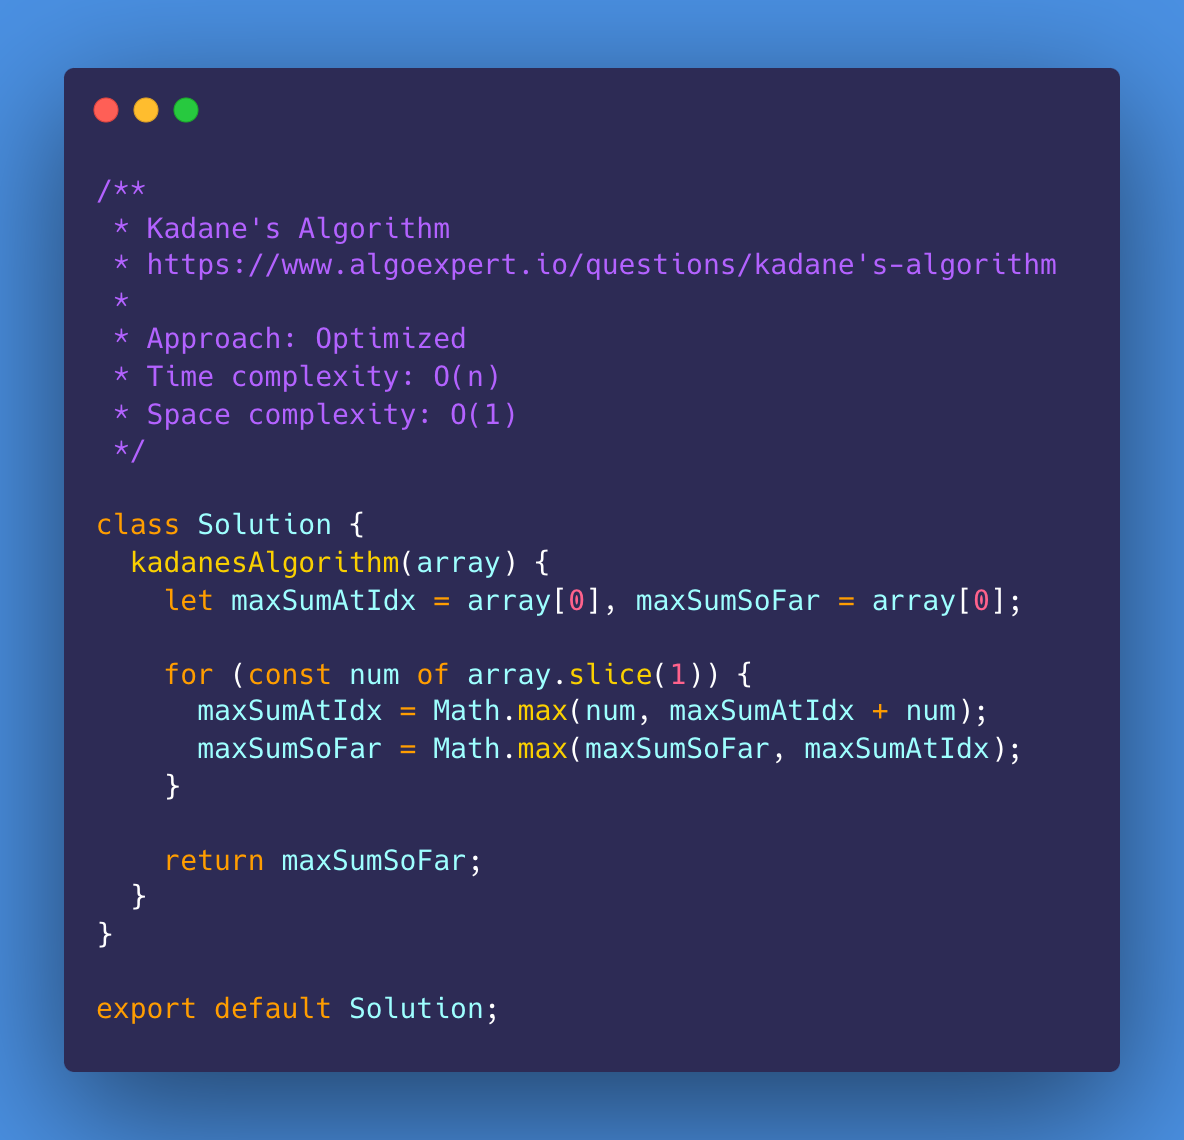 /**
 * Kadane's Algorithm
 * https://www.algoexpert.io/questions/kadane's-algorithm
 *
 * Approach: Optimized
 * Time complexity: O(n)
 * Space complexity: O(1)
 */
class Solution {
  kadanesAlgorithm(array) {
    let maxSumAtIdx = array[0], maxSumSoFar = array[0];
    for (const num of array.slice(1)) {
      maxSumAtIdx = Math.max(num, maxSumAtIdx + num);
      maxSumSoFar = Math.max(maxSumSoFar, maxSumAtIdx);
    }
    return maxSumSoFar;
  }
}
export default Solution;